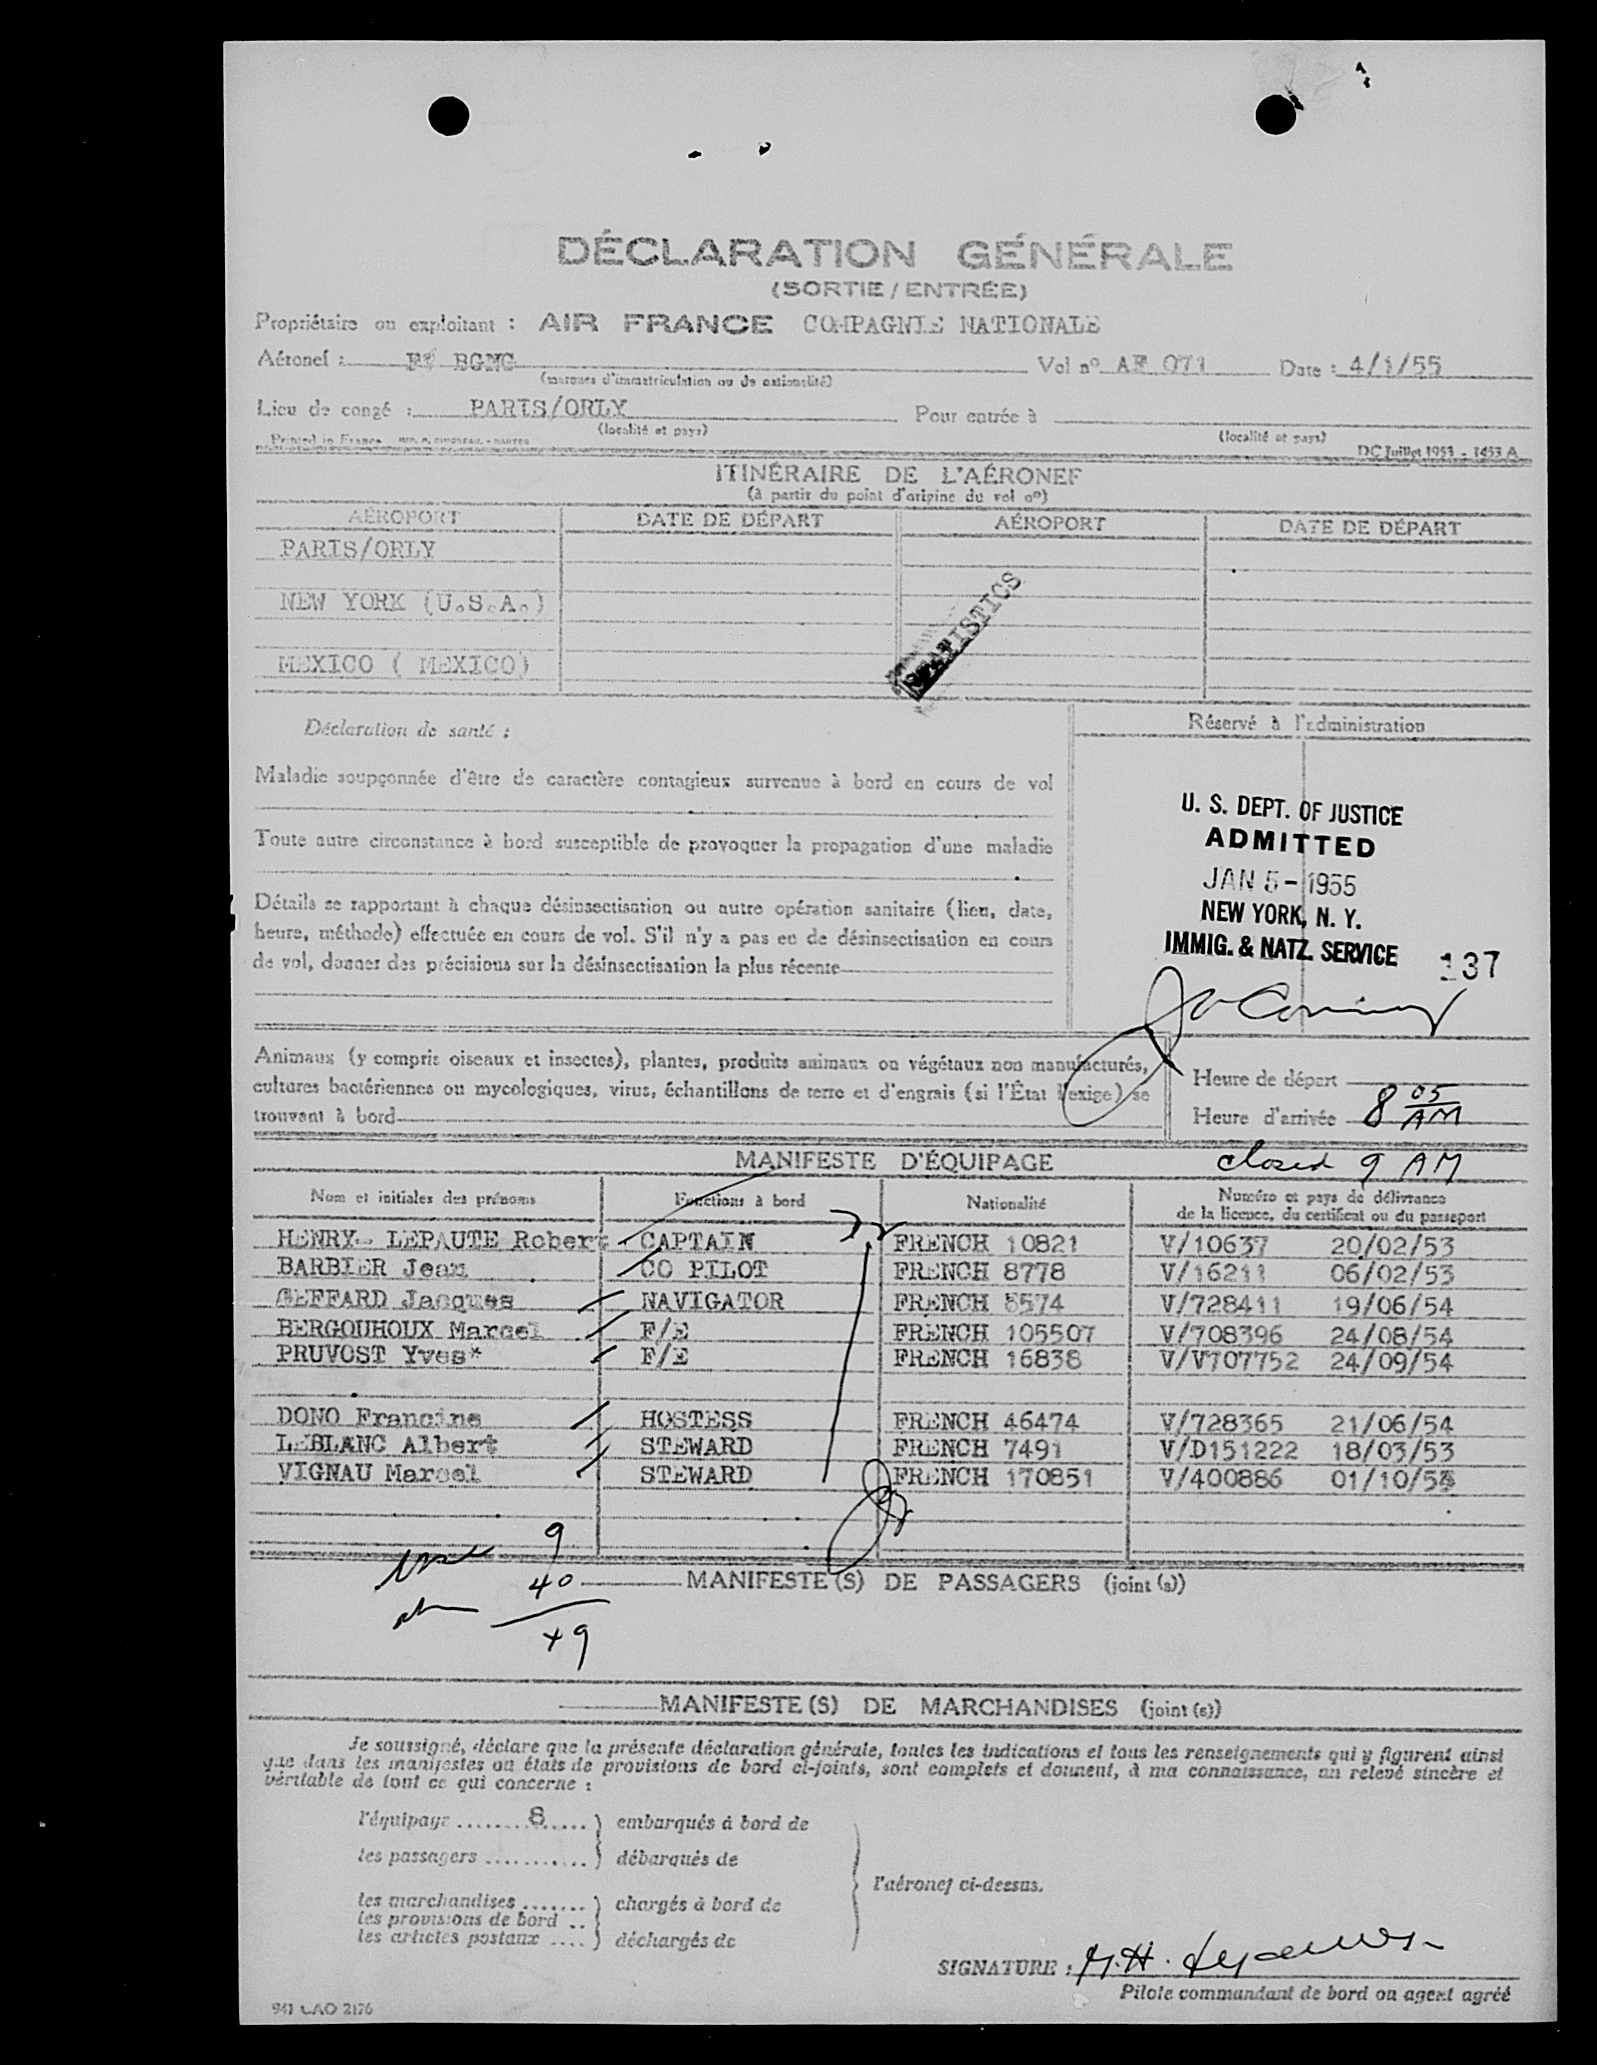 DÉCLARATION GÉNÉRALE
(SORTIE / ENTRÉE)
Propriétaire ou exploitant : AIR FRANCE COMPAGNIE NATIONALE
Aéronef : BGNC Vol nº AF 071 Date : 4/1/55
(marques d'immatriculation ou de nationalité)
Lieu de congé : PARIS/ORLY Pour entrée à
(localité et pays) (localité et pays)
Printed in France DC Juillet 1953 - 1453 A
ITINÉRAIRE DE L'AÉRONEF
(à partir du point d'origine du vol nº)
AÉROPORT DATE DE DÉPART AÉROPORT DATE DE DÉPART
PARIS/ORLY
NEW YORK (U.S.A.)
MEXICO ( MEXICO)
STATISTICS
Déclaration de santé : Réservé à l'administration
Maladie soupçonnée d'être de caractère contagieux survenue à bord en cours de vol
Toute autre circonstance à bord susceptible de provoquer la propagation d'une maladie
Détails se rapportant à chaque désinsectisation ou autre opération sanitaire (lieu, date,
heure, méthode) effectuée en cours de vol. S'il n'y a pas eu de désinsectisation en cours
de vol, donner des précisions sur la désinsectisation la plus récente
U. S. DEPT. OF JUSTICE
ADMITTED
JAN 5 - 1955
NEW YORK, N. Y.
IMMIG. & NATZ. SERVICE 137
Animaux (y compris oiseaux et insectes), plantes, produits animaux ou végétaux non manufacturés,
cultures bactériennes ou mycologiques, virus, échantillons de terre et d'engrais (si l'État l'exige) se
trouvant à bord
Heure de départ
Heure d'arrivée 8 05 AM
closed 9 AM
MANIFESTE D'ÉQUIPAGE
Nom et initiales des prénoms Fonctions à bord Nationalité Numéro et pays de délivrance
de la licence, du certificat ou du passeport
HENRY- LEPAUTE Robert CAPTAIN FRENCH 10821 V/10637 20/02/53
BARBIER Jean CO PILOT FRENCH 8778 V/16211 06/02/53
GEFFARD Jacques NAVIGATOR FRENCH 5574 V/728411 19/06/54
BERGOUHOUX Marcel F/E FRENCH 105507 V/708396 24/08/54
PRUVOST Yves* F/E FRENCH 16838 V/V707752 24/09/54
DONO Francine HOSTESS FRENCH 46474 V/728365 21/06/54
LEBLANC Albert STEWARD FRENCH 7491 V/D151222 18/03/53
VIGNAU Marcel STEWARD FRENCH 170851 V/400886 01/10/5
9
40
49
MANIFESTE(S) DE PASSAGERS (joint (s))
MANIFESTE(S) DE MARCHANDISES (joint (s))
Je soussigné, déclare que la présente déclaration générale, toutes les indications et tous les renseignements qui y figurent ainsi
que dans les manifestes ou états de provisions de bord ci-joints, sont complets et donnent, à ma connaissance, un relevé sincère et
véritable de tout ce qui concerne :
l'équipage ........8..... ) embarqués à bord de
les passagers ........... ) débarqués de
l'aéronef ci-dessus.
les marchandises ....... ) chargés à bord de
les provisions de bord ..
les articles postaux .... ) déchargés de
SIGNATURE : M.H.
Pilote commandant de bord ou agent agréé
941 CAO 2176